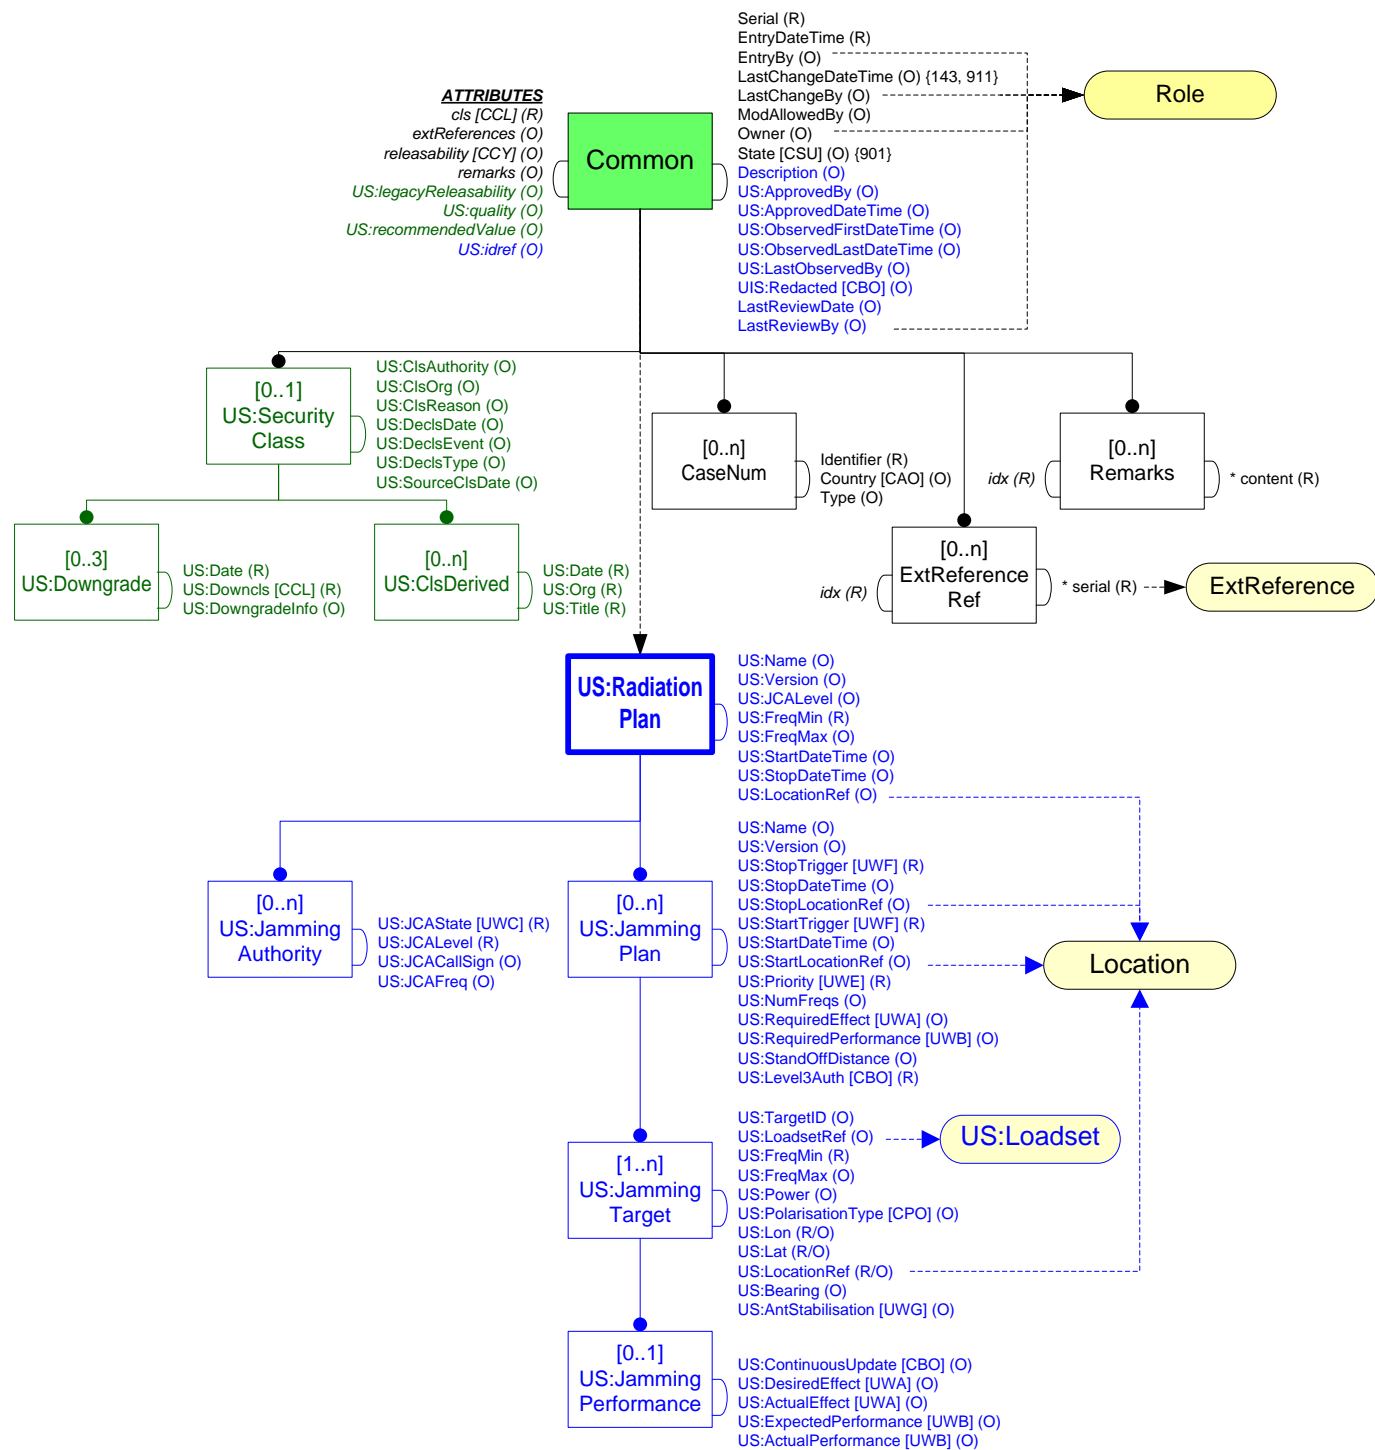 Serial (R)
EntryDateTime (R)
EntryBy (O)
LastChangeDateTime (O) {143, 911}
LastChangeBy (O)
ModAllowedBy (O)
Owner (O)
State [CSU] (O) {901}
Description (O)
US:ApprovedBy (O)
US:ApprovedDateTime (O)
US:ObservedFirstDateTime (O)
US:ObservedLastDateTime (O)
US:LastObservedBy (O)
UIS:Redacted [CBO] (O)
LastReviewDate (O)
LastReviewBy (O)
Role
ATTRIBUTES
cls [CCL] (R)
extReferences (O)
releasability [CCY] (O)
remarks (O)
US:legacyReleasability (O)
US:quality (O)
US:recommendedValue (O)
US:idref (O)
Common
[0..1]
US:Security
Class
US:ClsAuthority (O)
US:ClsOrg (O)
US:ClsReason (O)
US:DeclsDate (O)
US:DeclsEvent (O)
US:DeclsType (O)
US:SourceClsDate (O)
[0..n]
CaseNum
Identifier (R)
Country [CAO] (O)
Type (O)
[0..n]
Remarks
idx (R)
* content (R)
[0..3]
US:Downgrade
US:Date (R)
US:Downcls [CCL] (R)
US:DowngradeInfo (O)
[0..n]
US:ClsDerived
US:Date (R)
US:Org (R)
US:Title (R)
[0..n]
ExtReference
Ref
idx (R)
* serial (R)
ExtReference
US:Radiation
Plan
US:Name (O)
US:Version (O)
US:JCALevel (O)
US:FreqMin (R)
US:FreqMax (O)
US:StartDateTime (O)
US:StopDateTime (O)
US:LocationRef (O)
[0..n]
US:Jamming
Authority
US:JCAState [UWC] (R)
US:JCALevel (R)
US:JCACallSign (O)
US:JCAFreq (O)
[0..n]
US:Jamming
Plan
US:Name (O)
US:Version (O)
US:StopTrigger [UWF] (R)
US:StopDateTime (O)
US:StopLocationRef (O)
US:StartTrigger [UWF] (R)
US:StartDateTime (O)
US:StartLocationRef (O)
US:Priority [UWE] (R)
US:NumFreqs (O)
US:RequiredEffect [UWA] (O)
US:RequiredPerformance [UWB] (O)
US:StandOffDistance (O)
US:Level3Auth [CBO] (R)
Location
[1..n]
US:Jamming
Target
US:TargetID (O)
US:LoadsetRef (O)
US:FreqMin (R)
US:FreqMax (O)
US:Power (O)
US:PolarisationType [CPO] (O)
US:Lon (R/O)
US:Lat (R/O)
US:LocationRef (R/O)
US:Bearing (O)
US:AntStabilisation [UWG] (O)
US:Loadset
[0..1]
US:Jamming
Performance
US:ContinuousUpdate [CBO] (O)
US:DesiredEffect [UWA] (O)
US:ActualEffect [UWA] (O)
US:ExpectedPerformance [UWB] (O)
US:ActualPerformance [UWB] (O)